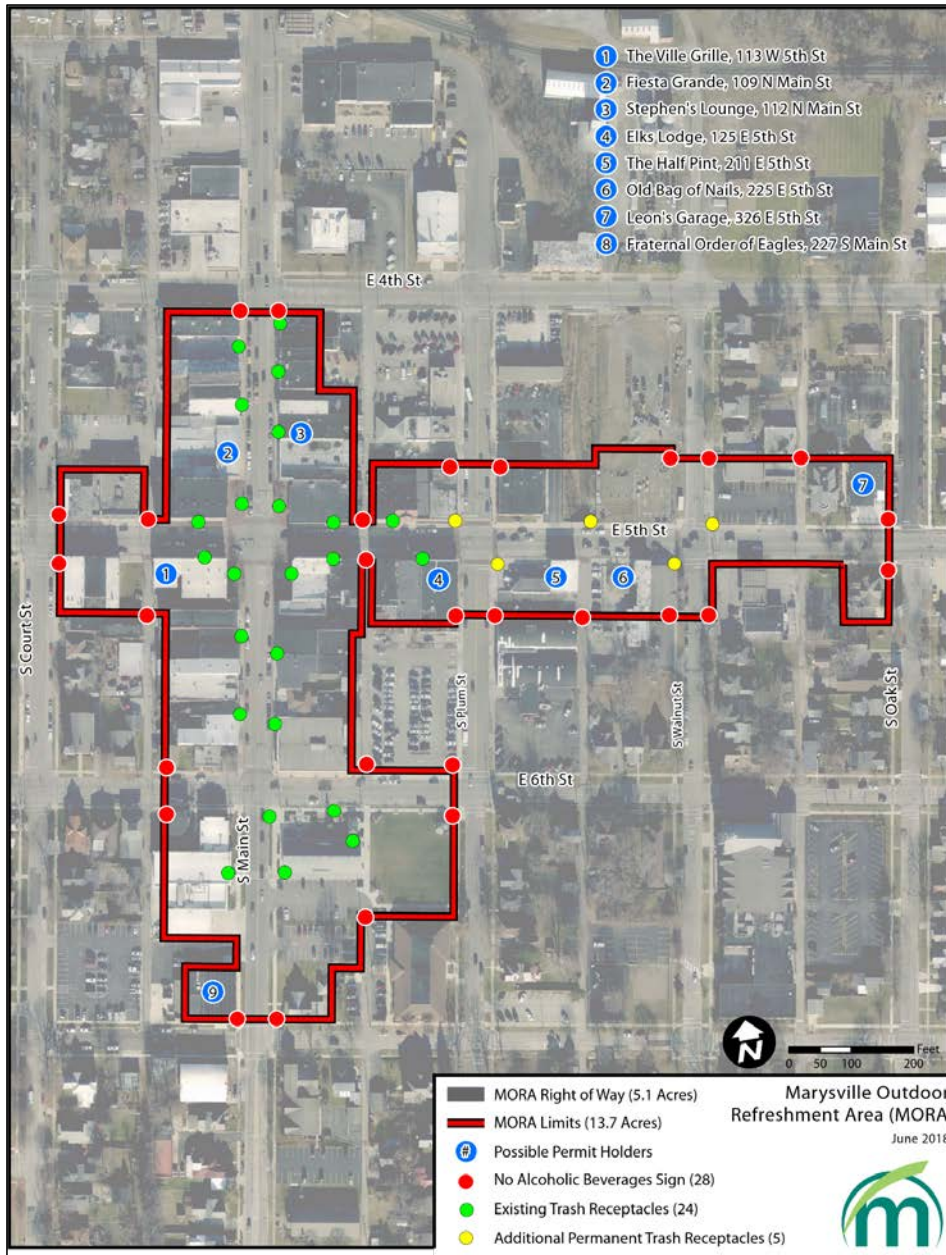 1 The Ville Grille, 113 W 5th St
2 Fiesta Grande, 109 N Main St
3 Stephen's Lounge, 112 N Main St
4 Elks Lodge, 125 E 5th St
5 The Half Pint, 211 E 5th St
6 Old Bag of Nails, 225 E 5th St
7 Leon's Garage, 326 E 5th St
8 Fraternal Order of Eagles, 227 S Main St
E 4th St
2
3
7
E 5th St
1
4
5
6
S Court St
S Plum St
S Walnut St
S Oak St
E 6th St
S Main St
9
N
Feet
0 50 100 200
MORA Right of Way (5.1 Acres)
MORA Limits (13.7 Acres)
# Possible Permit Holders
No Alcoholic Beverages Sign (28)
Existing Trash Receptacles (24)
Additional Permanent Trash Receptacles (5)
Marysville Outdoor
Refreshment Area (MORA
June 2018
m